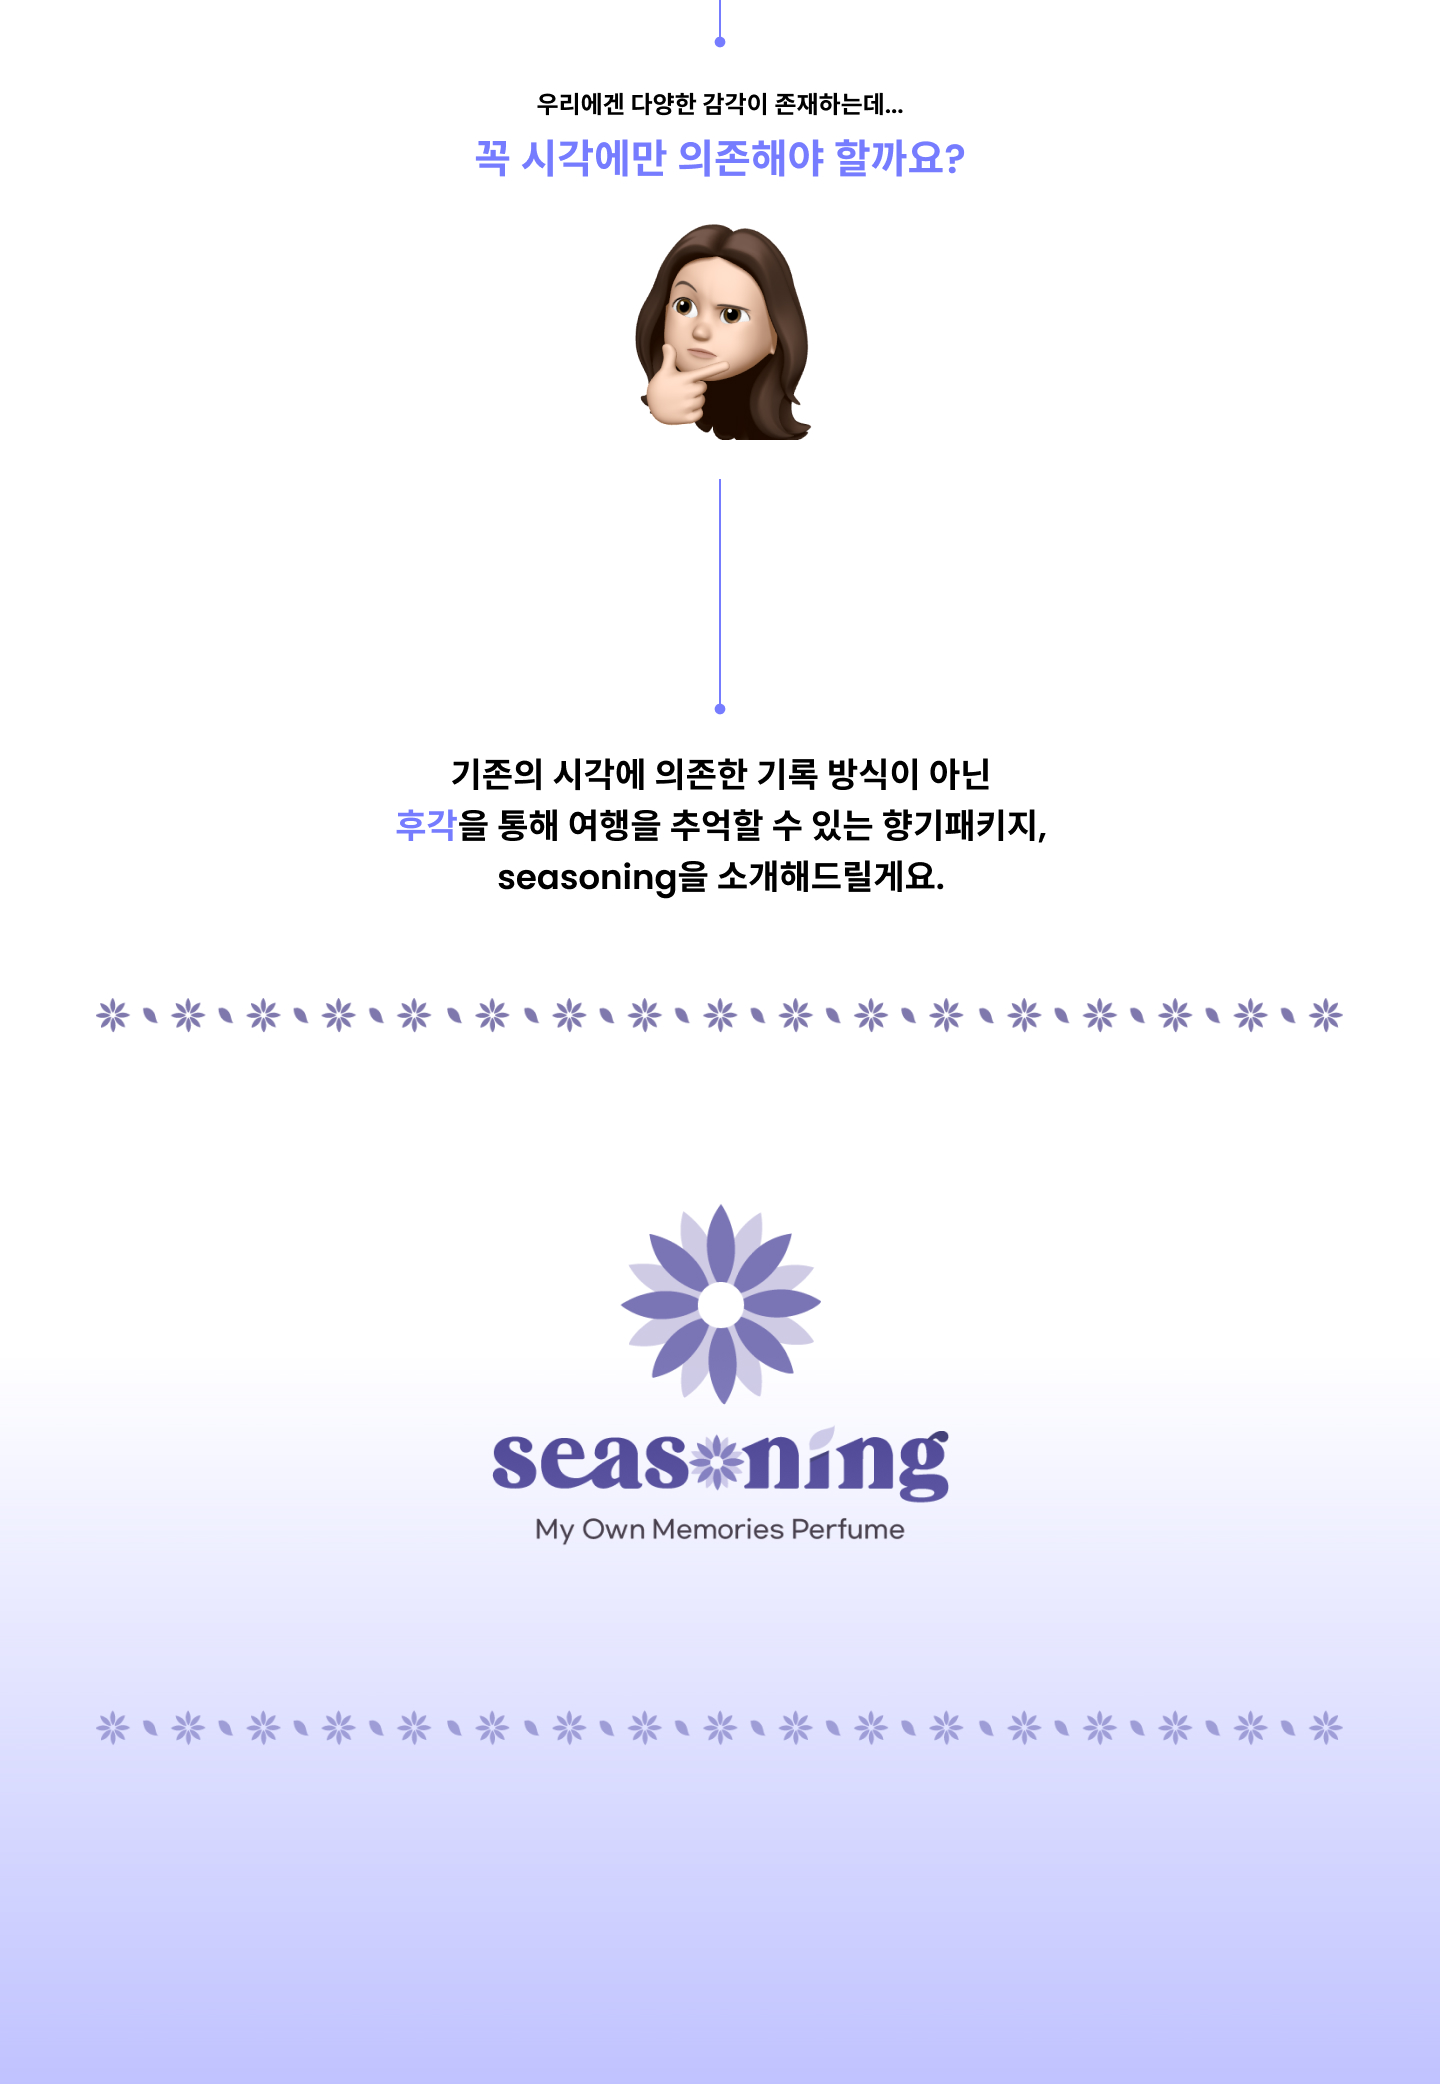 우리에겐 다양한 감각이 존재하는데...
꼭 시각에만 의존해야 할까요?
기존의 시각에 의존한 기록 방식이 아닌
후각을 통해 여행을 추억할 수 있는 향기패키지,
seasoning을 소개해드릴게요.
seasoning
My Own Memories Perfume